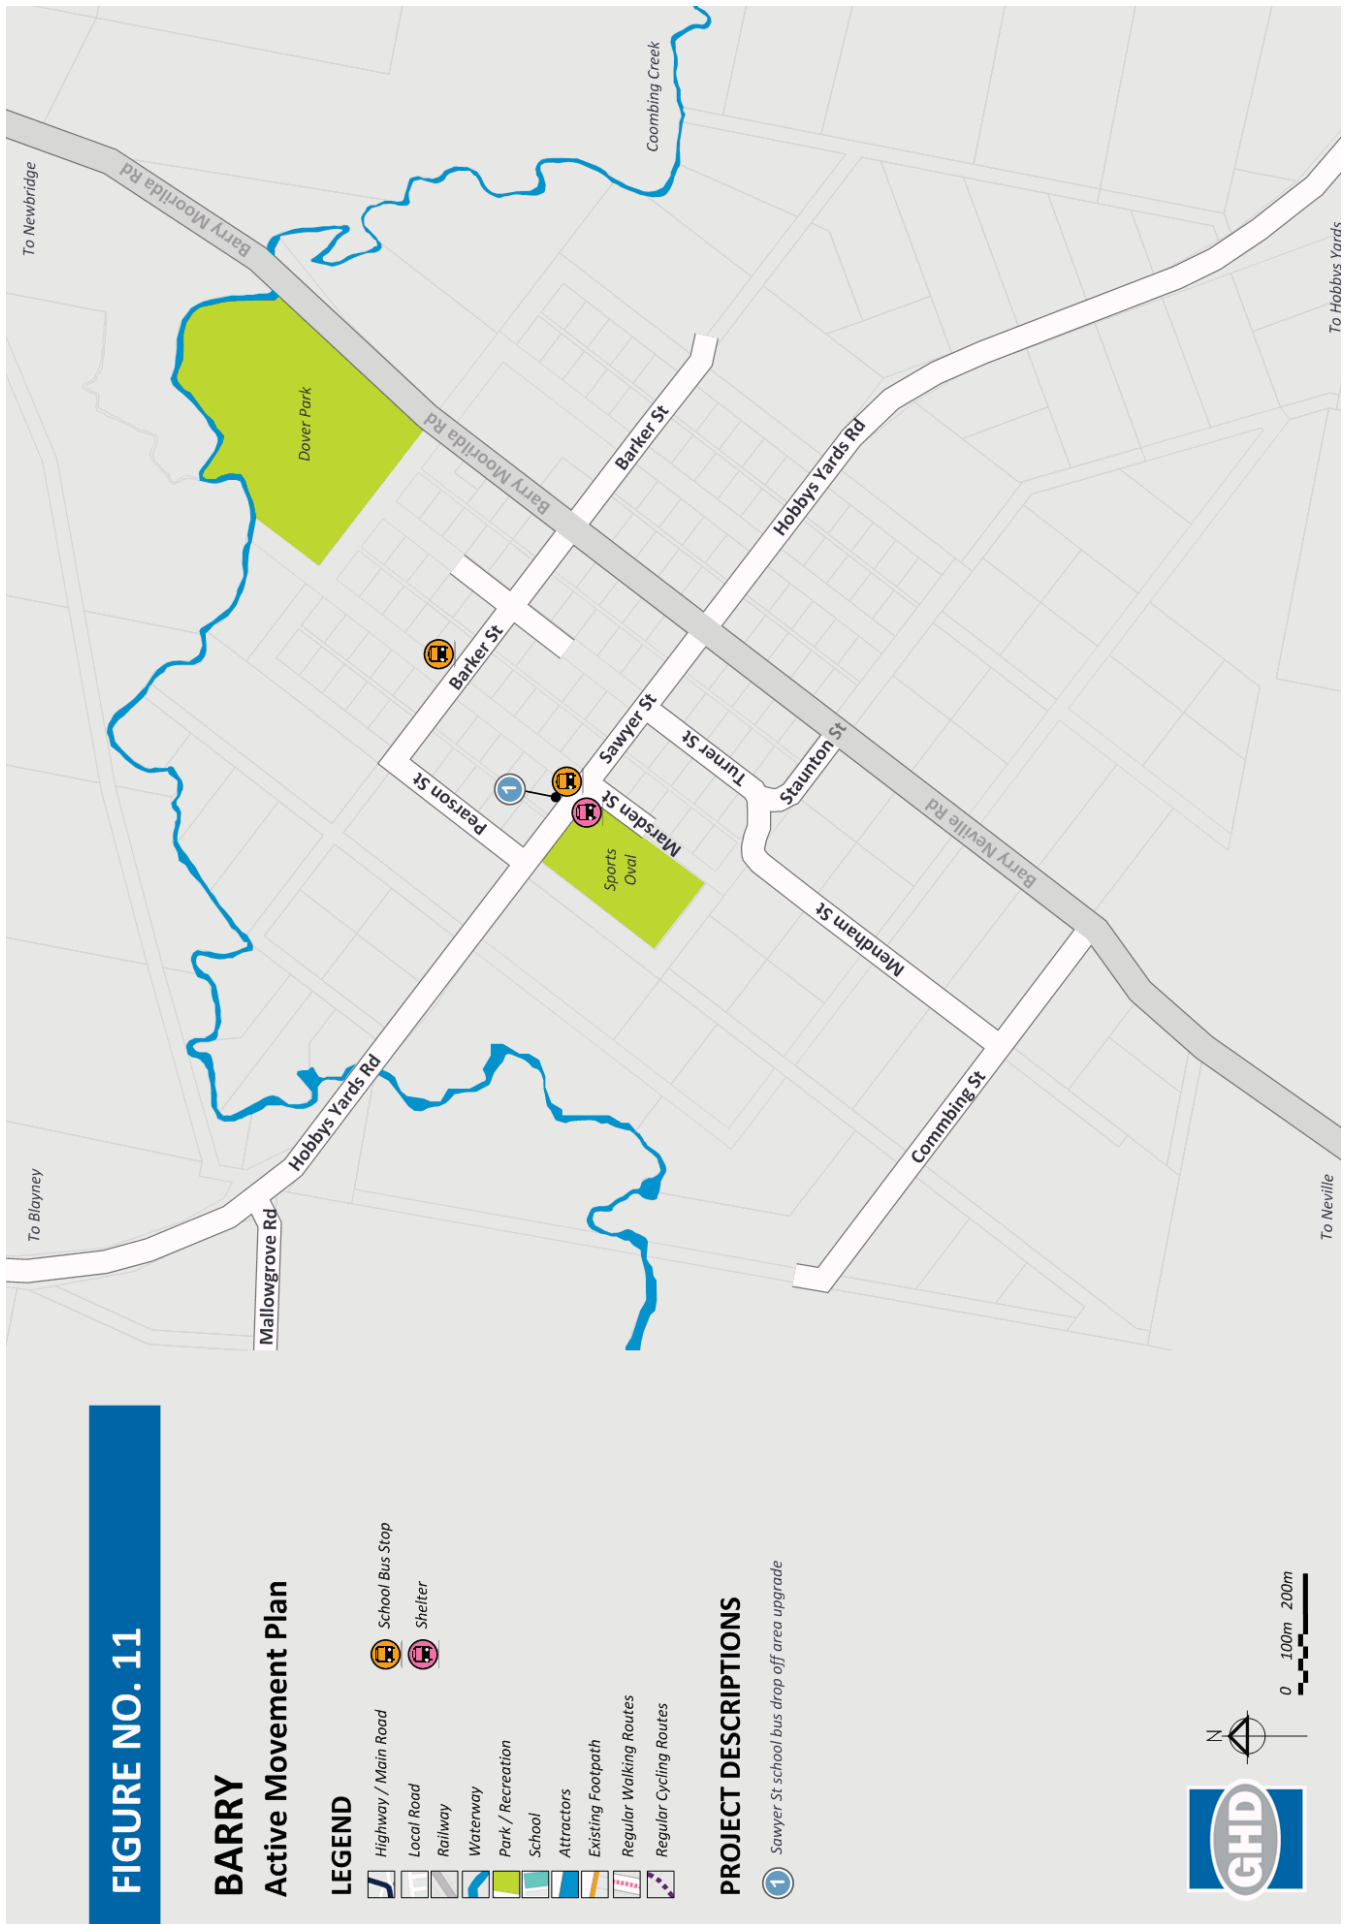 FIGURE NO. 11
BARRY
Active Movement Plan
LEGEND
Highway / Main Road
Local Road
Railway
Waterway
Park / Recreation
School
Attractors
Existing Footpath
Regular Walking Routes
Regular Cycling Routes
School Bus Stop
Shelter
PROJECT DESCRIPTIONS
1 Sawyer St school bus drop off area upgrade
GHD
N
0 100m 200m
To Blayney
To Newbridge
Mallowgrove Rd
Hobbys Yards Rd
Pearson St
Barker St
Barker St
Dover Park
Barry Moorilda Rd
Barry Moorilda Rd
Coombing Creek
1
Sports
Oval
Marsden St
Sawyer St
Turner St
Staunton St
Hobbys Yards Rd
Mendham St
Commbing St
Barry Neville Rd
To Neville
To Hobbys Yards